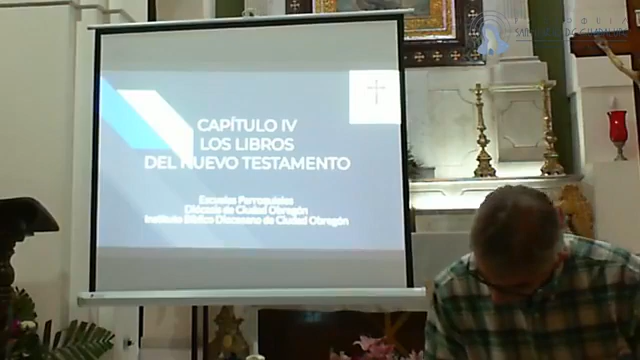 CAPÍTULO IV
LOS LIBROS
DEL NUEVO TESTAMENTO
Escuelas Parroquiales
Diócesis de Ciudad Obregón
Instituto Bíblico Diocesano de Ciudad Obregón